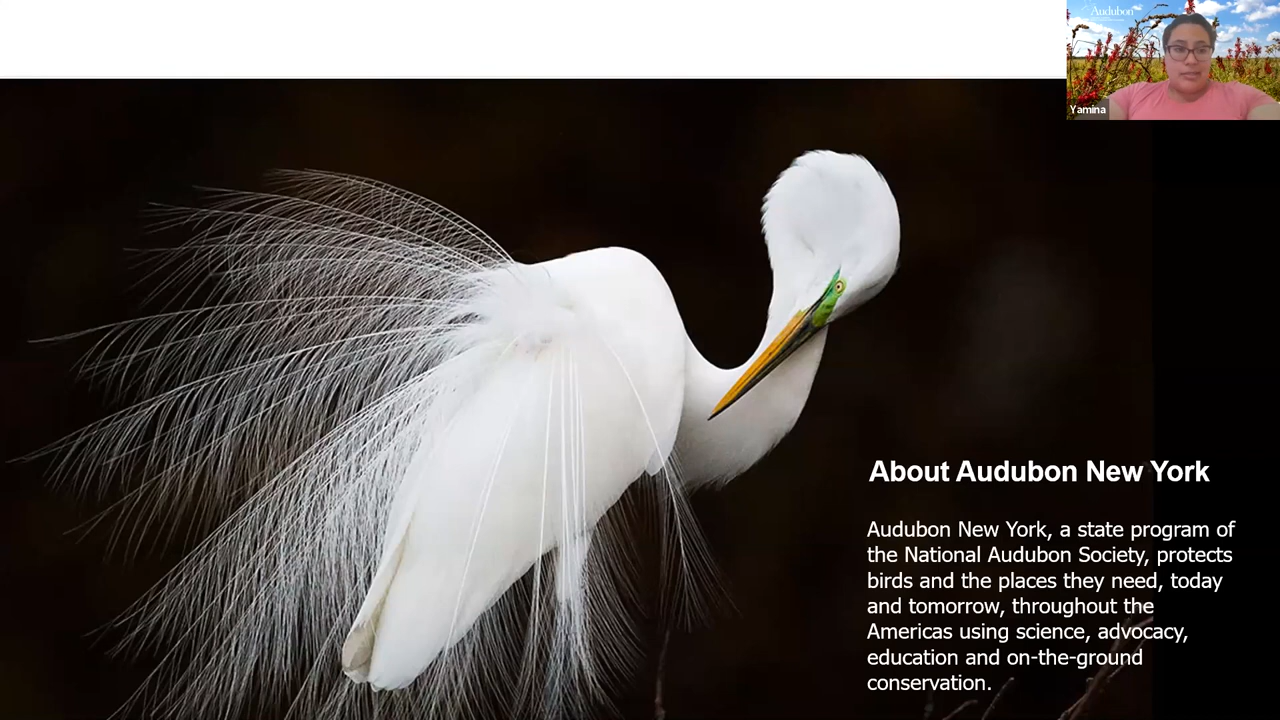 Audubon
Yamina
About Audubon New York
Audubon New York, a state program of
the National Audubon Society, protects
birds and the places they need, today
and tomorrow, throughout the
Americas using science, advocacy,
education and on-the-ground
conservation.